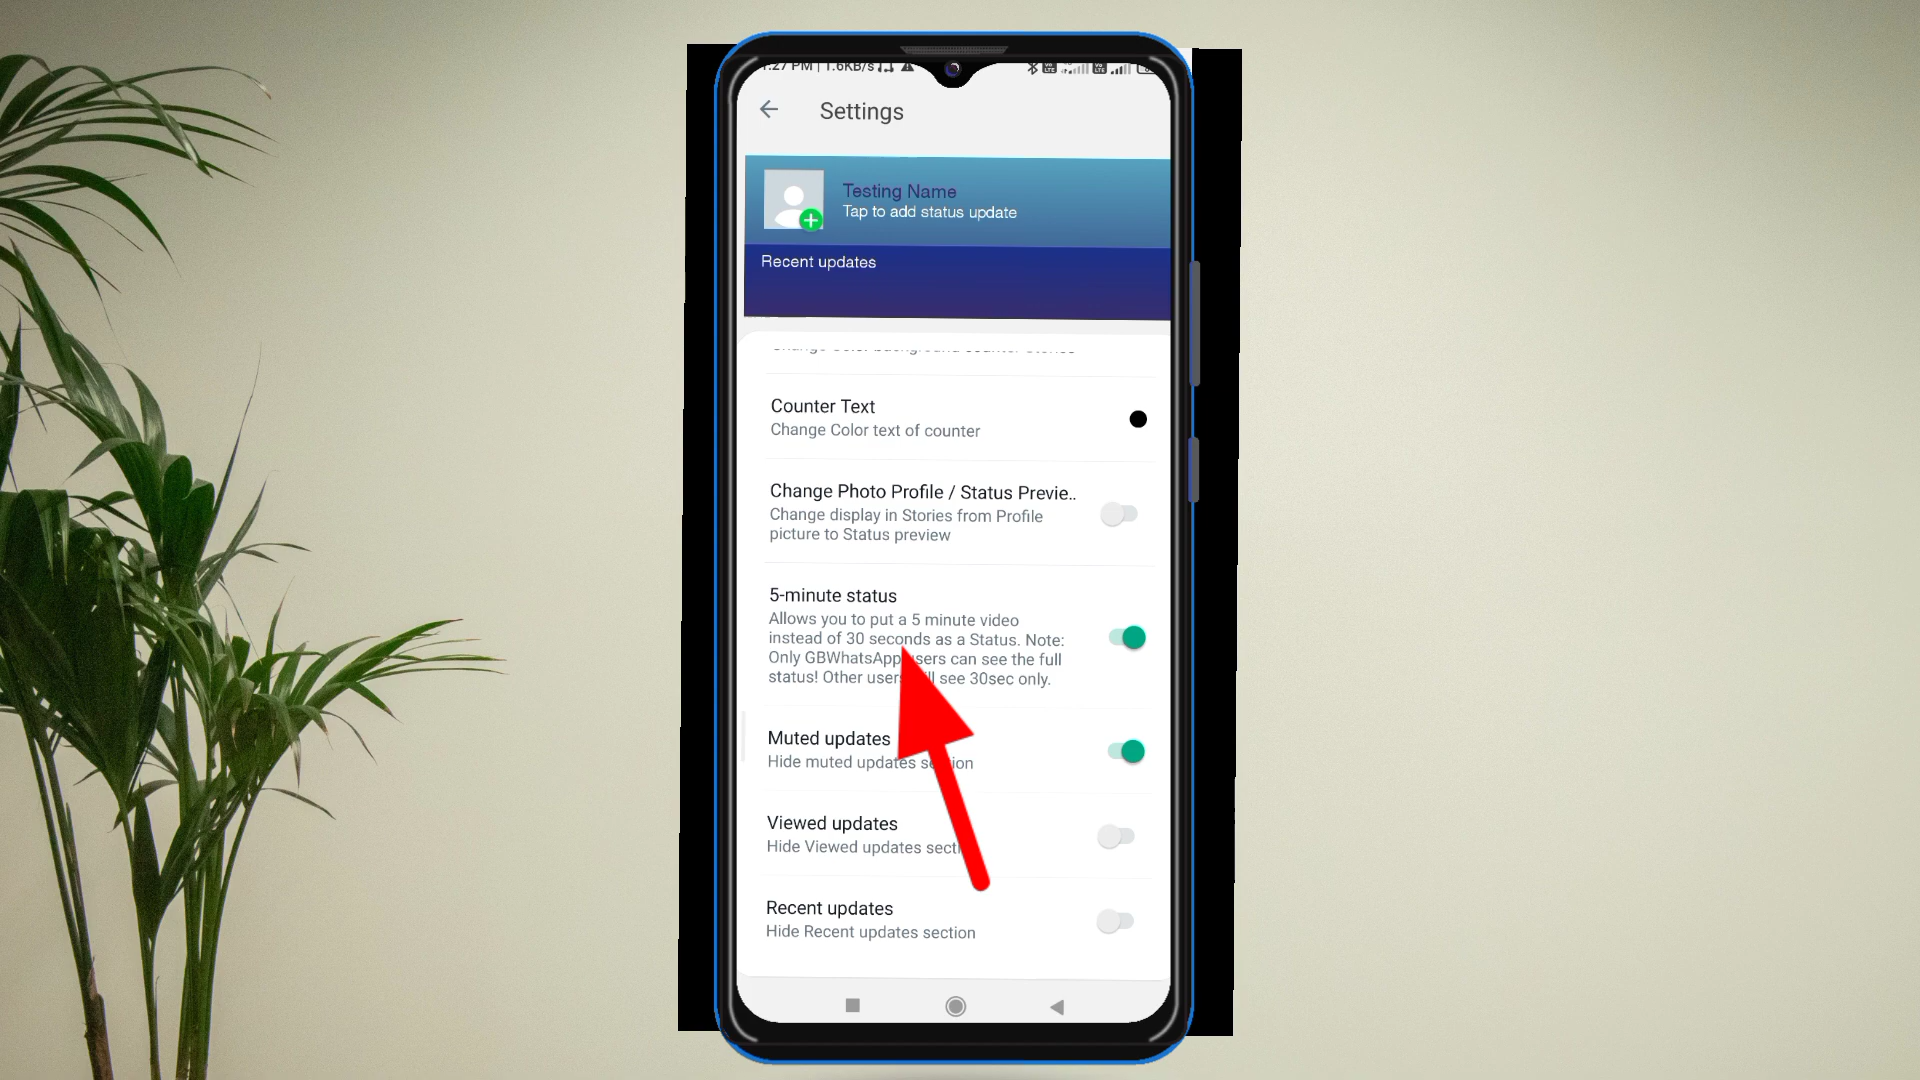 1:27 PM | 1.6KB/s
Settings
Testing Name
Tap to add status update
Recent updates
Change Color background counter Stories
Counter Text
Change Color text of counter
Change Photo Profile / Status Previe..
Change display in Stories from Profile
picture to Status preview
5-minute status
Allows you to put a 5 minute video
instead of 30 seconds as a Status. Note:
Only GBWhatsApp users can see the full
status! Other users will see 30sec only.
Muted updates
Hide muted updates section
Viewed updates
Hide Viewed updates section
Recent updates
Hide Recent updates section